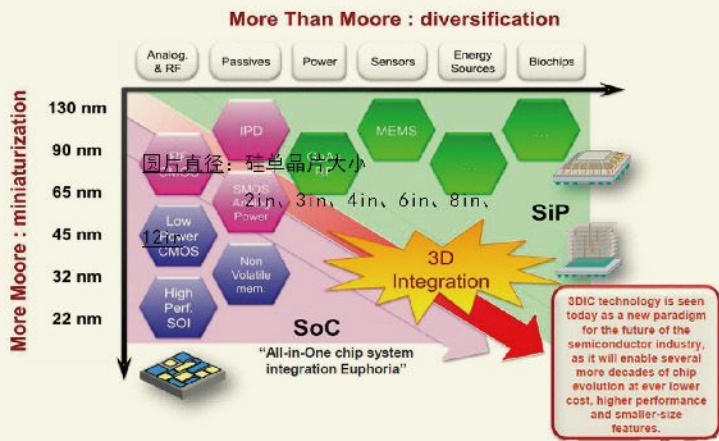 More Than Moore : diversification
Analog. & RF
Passives
Power
Sensors
Energy Sources
Biochips
More Moore : miniaturization
130 nm
90 nm
65 nm
45 nm
32 nm
22 nm
IPD
MEMS
...
...
RF
CMOS
圆片直径：硅单晶片大小
SMOS
Analog
Power
2in、3in、4in、6in、8in、
12in
SiP
Low
Power
CMOS
Non
Volatile
mem.
High
Perf.
SOI
3D
Integration
SoC
“All-in-One chip system
integration Euphoria”
3DIC technology is seen
today as a new paradigm
for the future of the
semiconductor industry,
as it will enable several
more decades of chip
evolution at ever lower
cost, higher performance
and smaller-size
features.